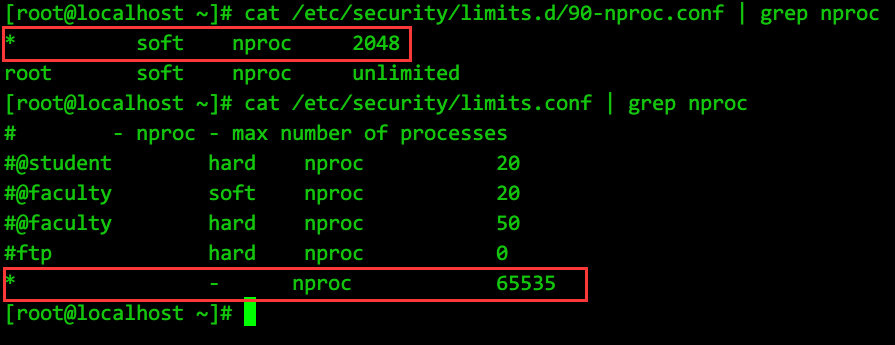 [root@localhost ~]# cat /etc/security/limits.d/90-nproc.conf | grep nproc
*          soft    nproc     2048
root       soft    nproc     unlimited
[root@localhost ~]# cat /etc/security/limits.conf | grep nproc
#        - nproc - max number of processes
#@student        hard    nproc           20
#@faculty        soft    nproc           20
#@faculty        hard    nproc           50
#ftp             hard    nproc           0
*                -      nproc            65535
[root@localhost ~]#